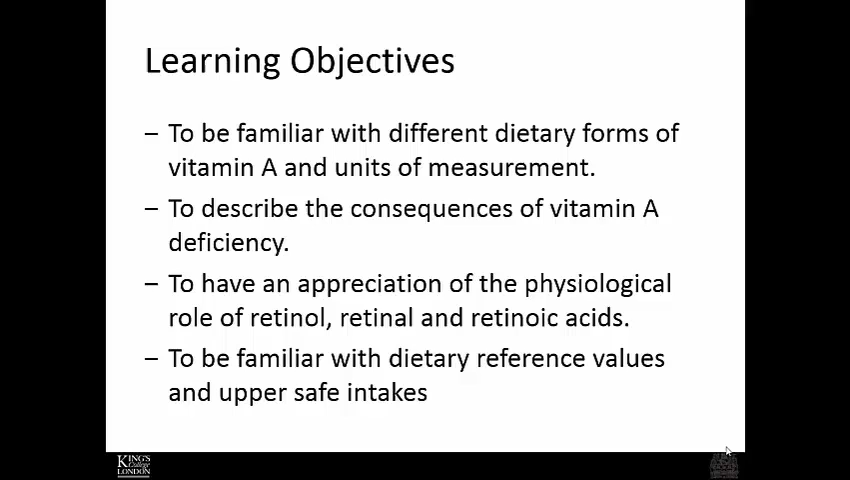 Learning Objectives
– To be familiar with different dietary forms of
vitamin A and units of measurement.
– To describe the consequences of vitamin A
deficiency.
– To have an appreciation of the physiological
role of retinol, retinal and retinoic acids.
– To be familiar with dietary reference values
and upper safe intakes
KING'S
College
LONDON